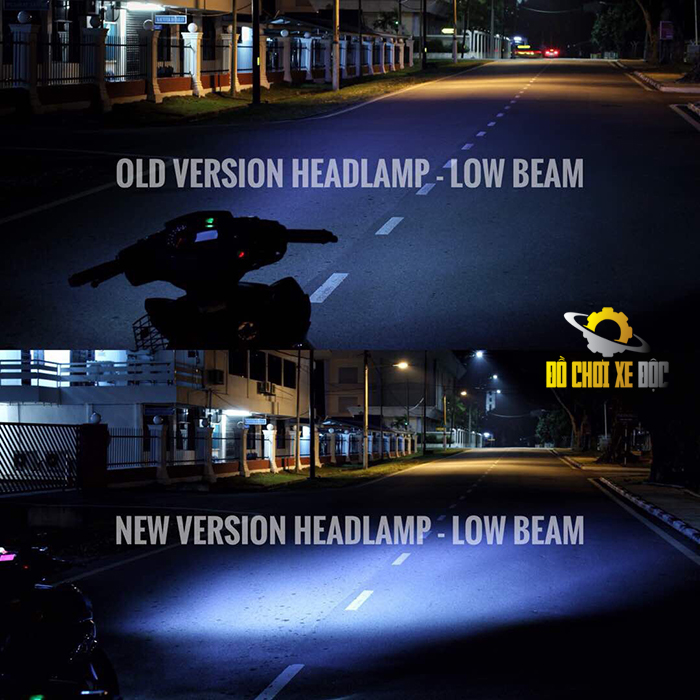 OLD VERSION HEADLAMP - LOW BEAM
ĐỒ CHƠI XE ĐỘC
NEW VERSION HEADLAMP - LOW BEAM